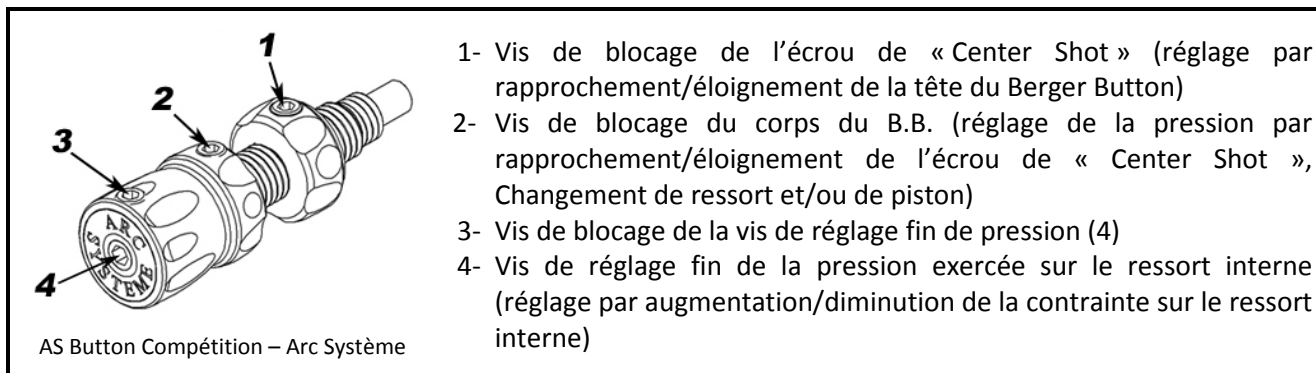 1
2
3
4
ARC
SYSTEME
AS Button Compétition – Arc Système
1- Vis de blocage de l’écrou de « Center Shot » (réglage par
rapprochement/éloignement de la tête du Berger Button)
2- Vis de blocage du corps du B.B. (réglage de la pression par
rapprochement/éloignement de l’écrou de « Center Shot »,
Changement de ressort et/ou de piston)
3- Vis de blocage de la vis de réglage fin de pression (4)
4- Vis de réglage fin de la pression exercée sur le ressort interne
(réglage par augmentation/diminution de la contrainte sur le ressort
interne)